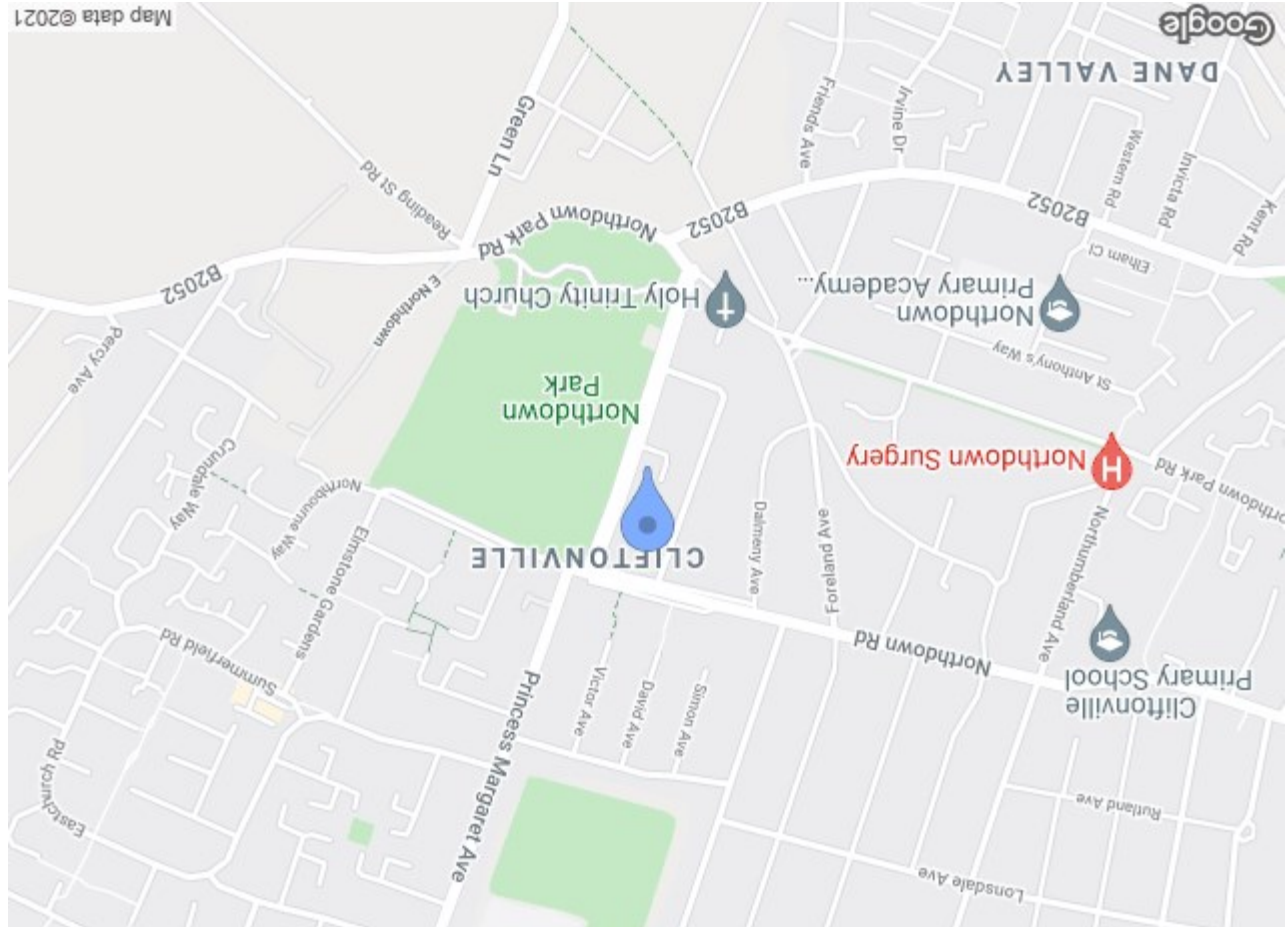 Lonsdale Ave
Rutland Ave
Princess Margaret Ave
Eastchurch Rd
Cliftonville
Primary School
Simon Ave
David Ave
Victor Ave
Summerfield Rd
Northdown Rd
Northumberland Ave
Foreland Ave
Dalmeny Ave
CLIFTONVILLE
Elmstone Gardens
Northbourne Way
Crundale Way
orthdown Park Rd
Northdown Surgery
Northdown
Park
St Anthony's Way
Percy Ave
Northdown
Primary Academy...
Holy Trinity Church
E Northdown
B2052
Elham Cl
Kent Rd
Invicta Rd
Western Rd
B2052
B2052
Northdown Park Rd
Reading St Rd
Irvine Dr
Friends Ave
Green Ln
DANE VALLEY
Google
Map data ©2021